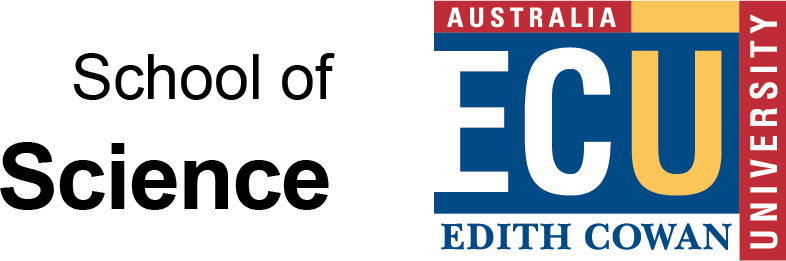 School of
Science
AUSTRALIA
ECU
EDITH COWAN
UNIVERSITY